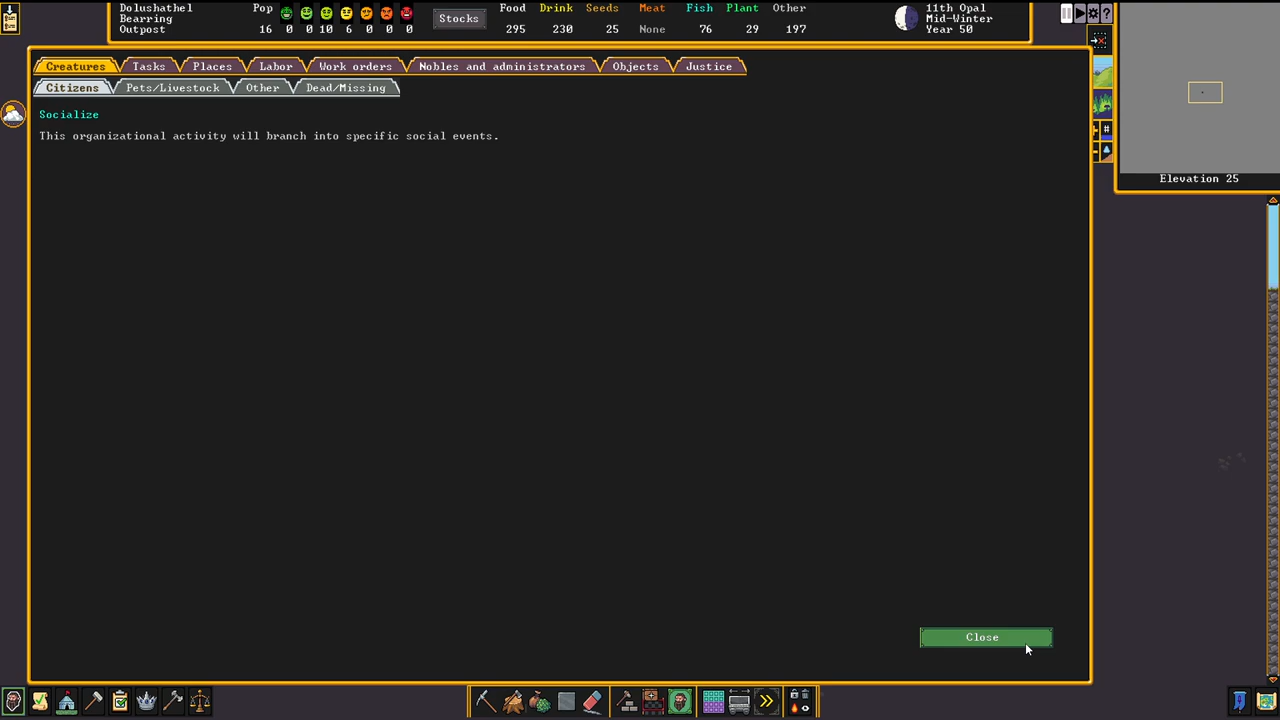 Dolushathel
Bearring
Outpost
Pop
16 0 0 10 6 0 0 0
Stocks
Food Drink Seeds Meat Fish Plant Other
295 230 25 None 76 29 197
11th Opal
Mid-Winter
Year 50
?
Creatures Tasks Places Labor Work orders Nobles and administrators Objects Justice
Citizens Pets/Livestock Other Dead/Missing
Socialize
This organizational activity will branch into specific social events.
#
Elevation 25
Close